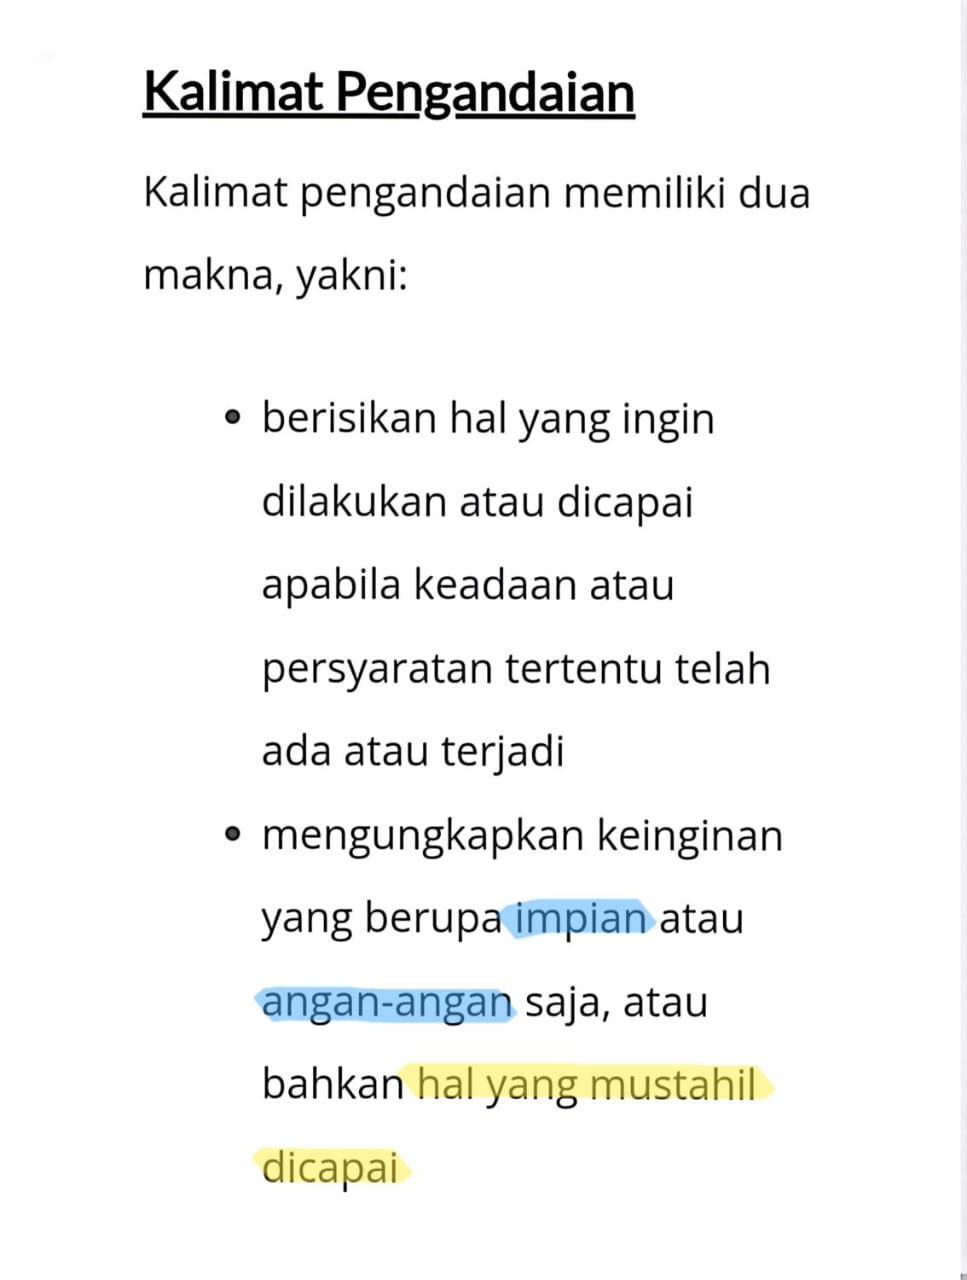 Kalimat Pengandaian
Kalimat pengandaian memiliki dua
makna, yakni:
• berisikan hal yang ingin
dilakukan atau dicapai
apabila keadaan atau
persyaratan tertentu telah
ada atau terjadi
• mengungkapkan keinginan
yang berupa impian atau
angan-angan saja, atau
bahkan hal yang mustahil
dicapai